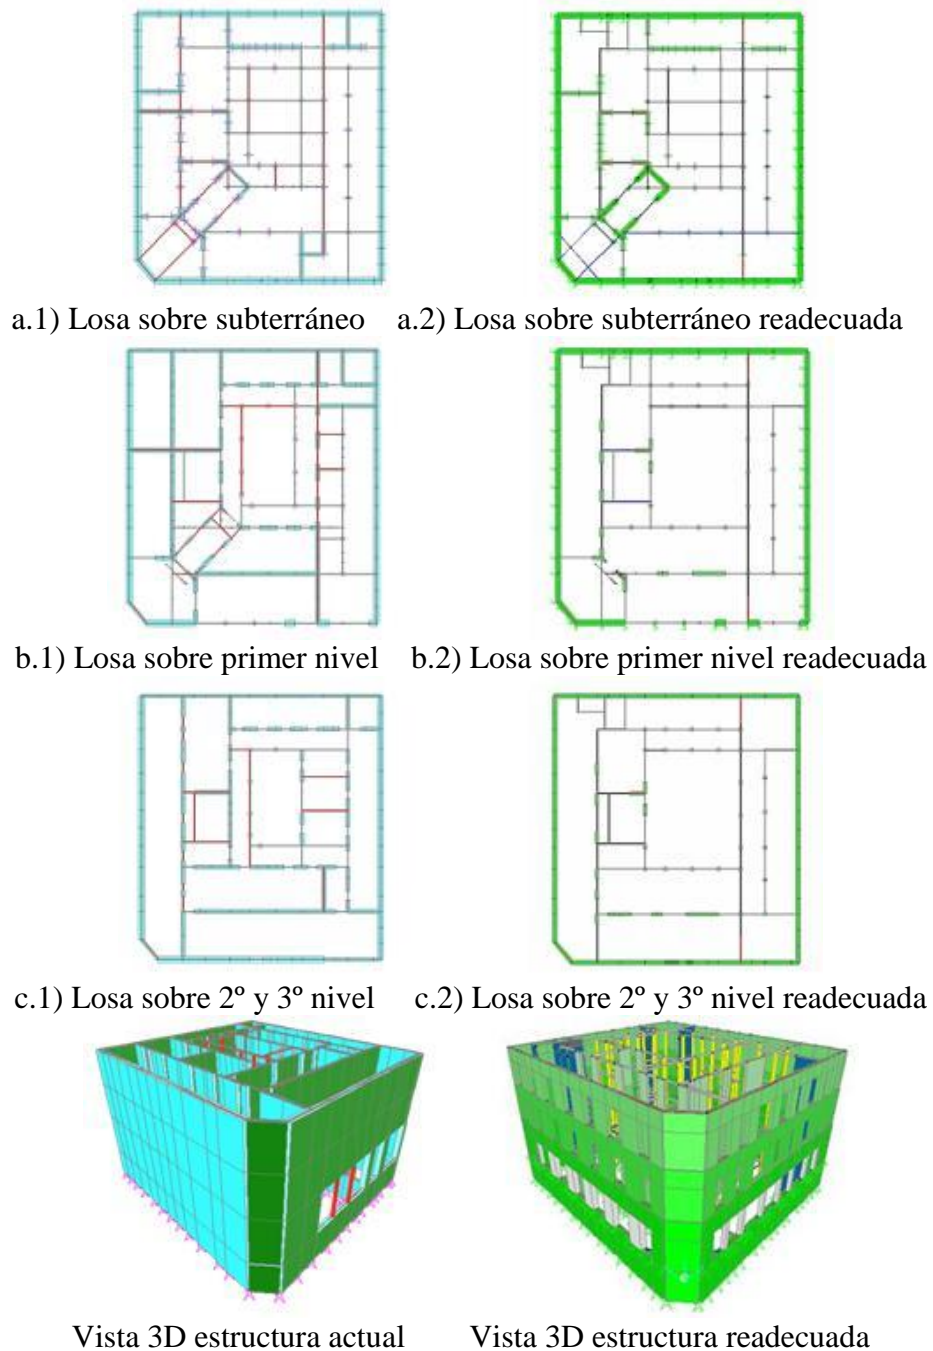 a.1) Losa sobre subterráneo a.2) Losa sobre subterráneo readecuada
b.1) Losa sobre primer nivel b.2) Losa sobre primer nivel readecuada
c.1) Losa sobre 2º y 3º nivel c.2) Losa sobre 2º y 3º nivel readecuada
Vista 3D estructura actual Vista 3D estructura readecuada